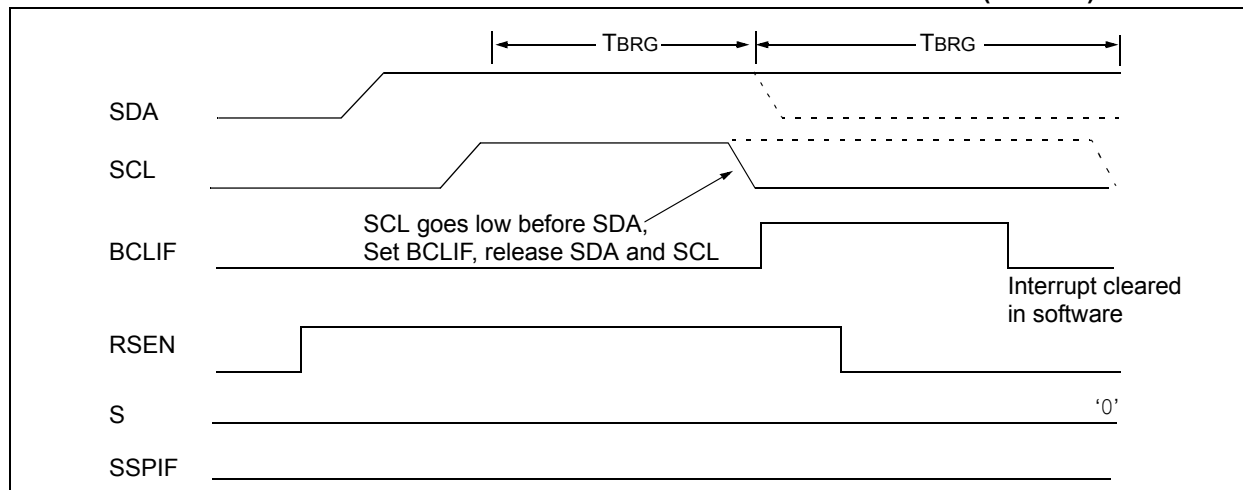 TBRG TBRG
SDA
SCL
SCL goes low before SDA,
Set BCLIF, release SDA and SCL
BCLIF
Interrupt cleared
in software
RSEN
S
‘0’
SSPIF